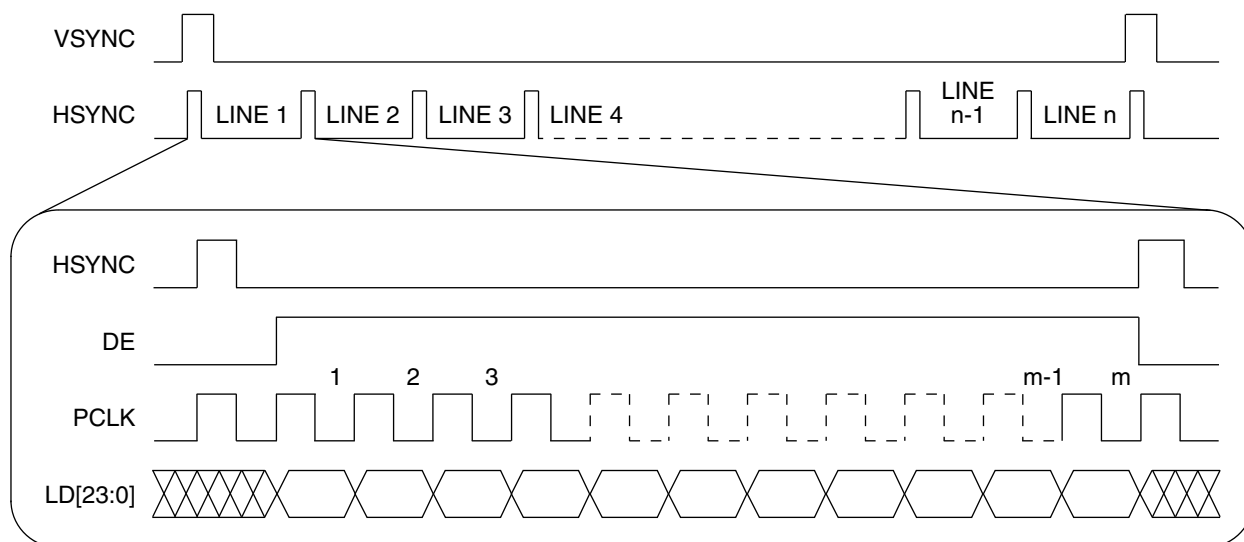 VSYNC
HSYNC LINE 1 LINE 2 LINE 3 LINE 4 LINE
n-1 LINE n
HSYNC
DE
1 2 3 m-1 m
PCLK
LD[23:0]